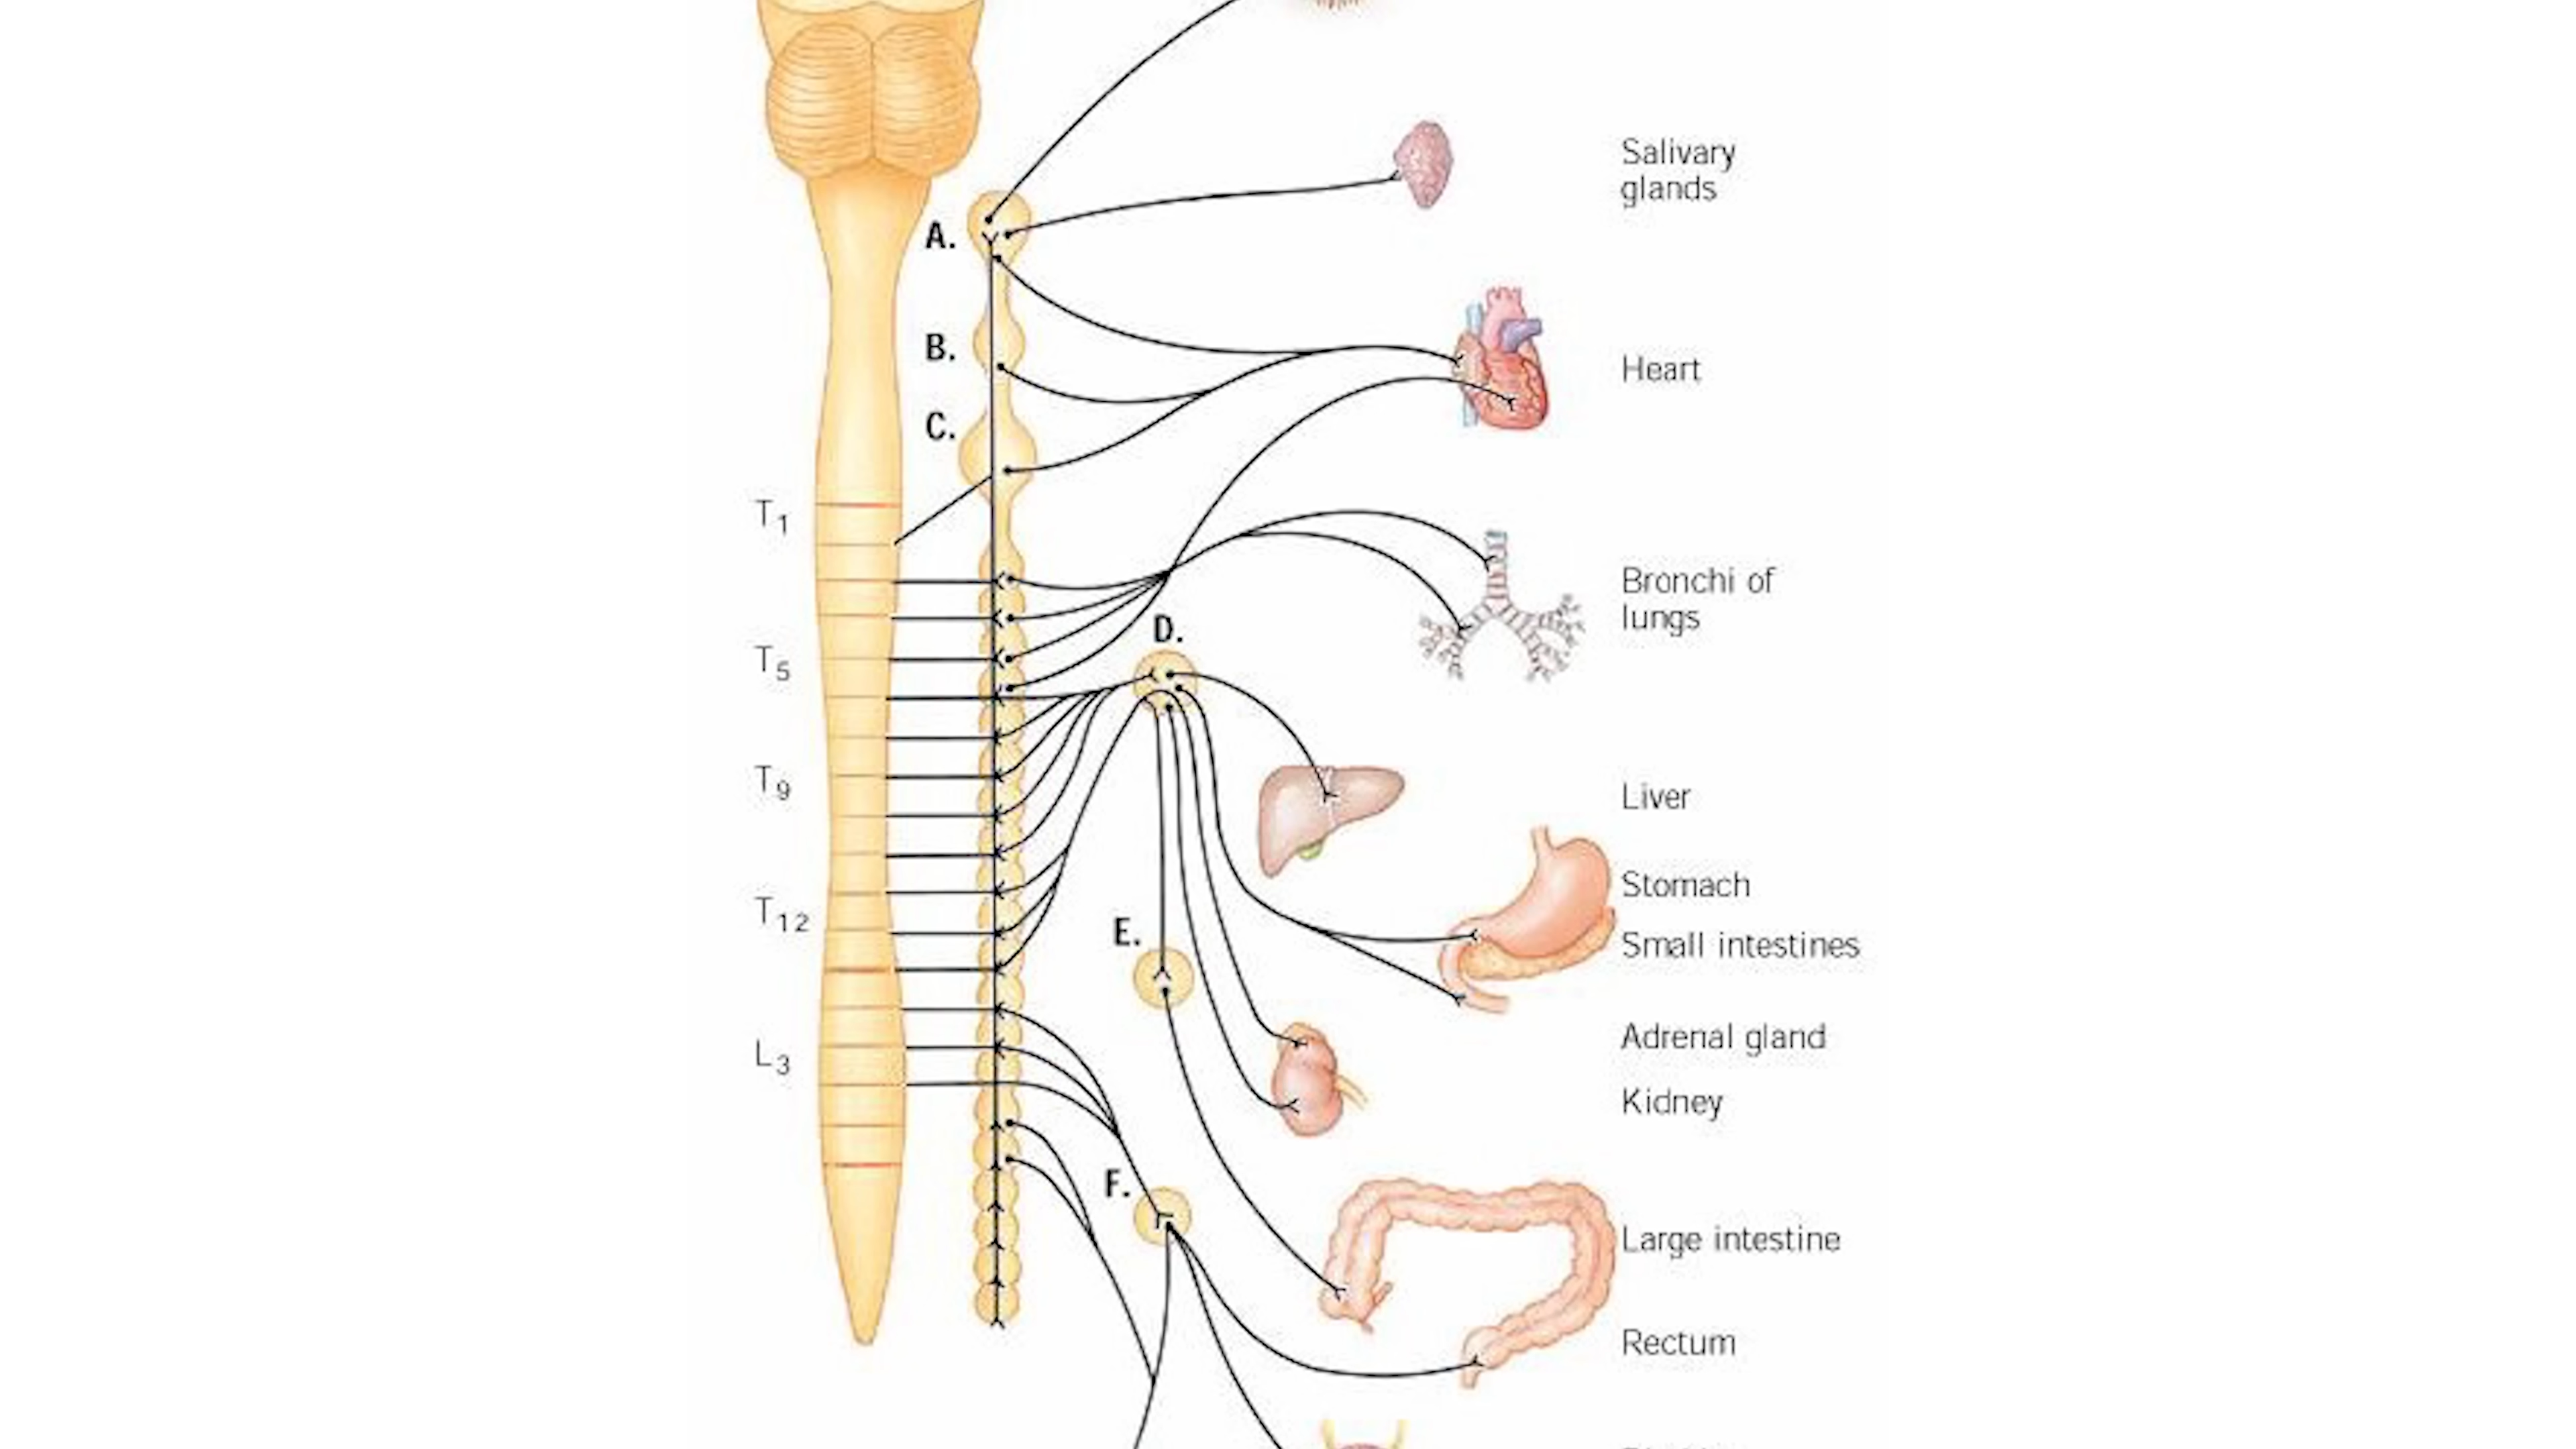 Salivary
glands
A.
B.
Heart
C.
T1
Bronchi of
lungs
D.
T5
T9
Liver
Stomach
T12
E.
Small intestines
Adrenal gland
L3
Kidney
F.
Large intestine
Rectum